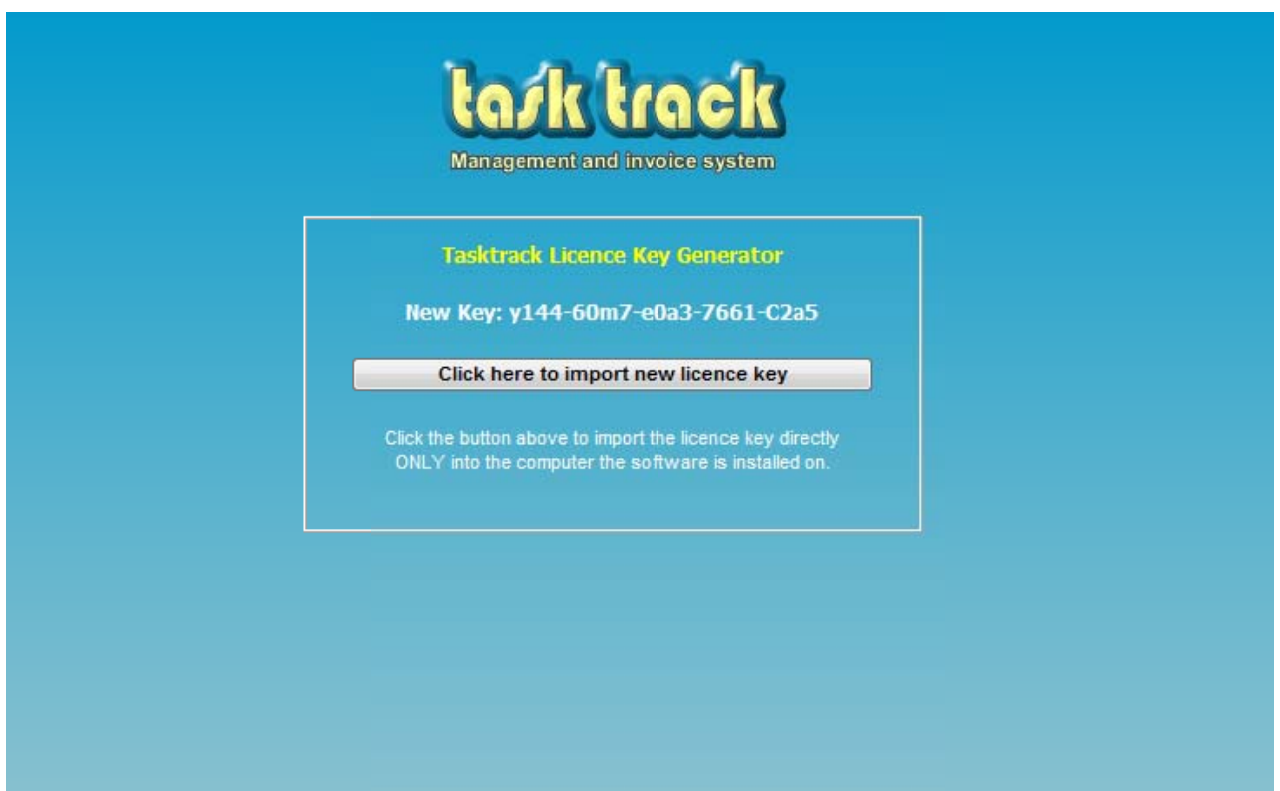 task track
Management and invoice system
Tasktrack Licence Key Generator
New Key: y144-60m7-e0a3-7661-C2a5
Click here to import new licence key
Click the button above to import the licence key directly
ONLY into the computer the software is installed on.